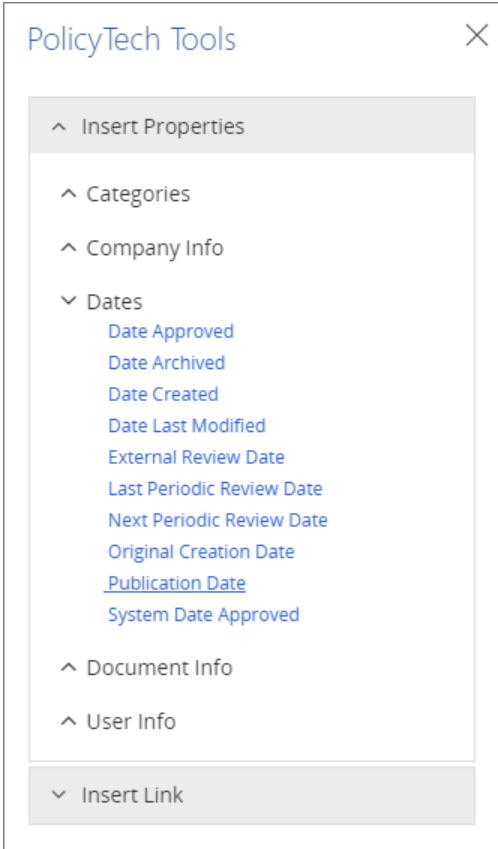 PolicyTech Tools
Insert Properties
Categories
Company Info
Dates
Date Approved
Date Archived
Date Created
Date Last Modified
External Review Date
Last Periodic Review Date
Next Periodic Review Date
Original Creation Date
Publication Date
System Date Approved
Document Info
User Info
Insert Link